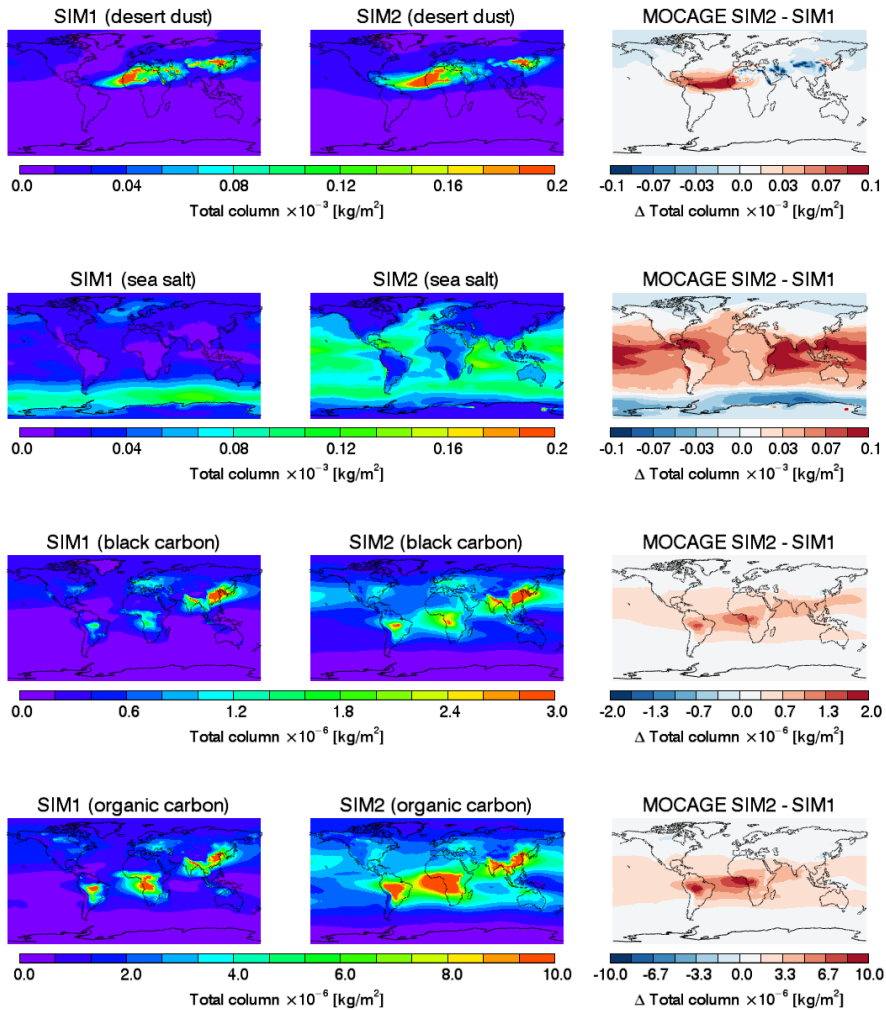 SIM1 (desert dust) SIM2 (desert dust) MOCAGE SIM2 - SIM1
0.0 0.04 0.08 0.12 0.16 0.2 -0.1 -0.07 -0.03 0.0 0.03 0.07 0.1
Total column ×10⁻³ [kg/m²] Δ Total column ×10⁻³ [kg/m²]
SIM1 (sea salt) SIM2 (sea salt) MOCAGE SIM2 - SIM1
0.0 0.04 0.08 0.12 0.16 0.2 -0.1 -0.07 -0.03 0.0 0.03 0.07 0.1
Total column ×10⁻³ [kg/m²] Δ Total column ×10⁻³ [kg/m²]
SIM1 (black carbon) SIM2 (black carbon) MOCAGE SIM2 - SIM1
0.0 0.6 1.2 1.8 2.4 3.0 -2.0 -1.3 -0.7 0.0 0.7 1.3 2.0
Total column ×10⁻⁶ [kg/m²] Δ Total column ×10⁻⁶ [kg/m²]
SIM1 (organic carbon) SIM2 (organic carbon) MOCAGE SIM2 - SIM1
0.0 2.0 4.0 6.0 8.0 10.0 -10.0 -6.7 -3.3 0.0 3.3 6.7 10.0
Total column ×10⁻⁶ [kg/m²] Δ Total column ×10⁻⁶ [kg/m²]